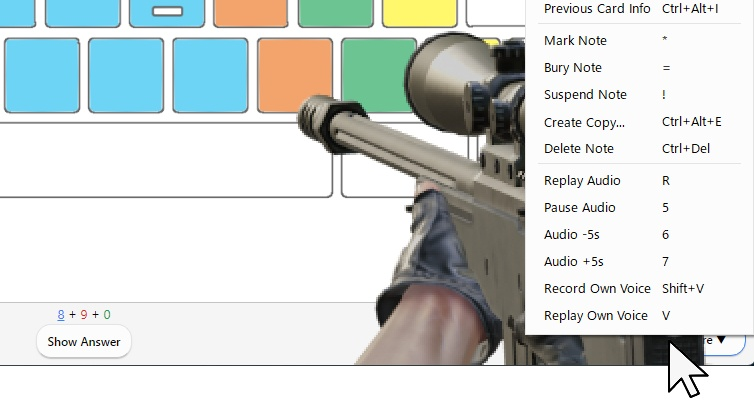 Previous Card Info Ctrl+Alt+I
Mark Note *
Bury Note =
Suspend Note !
Create Copy... Ctrl+Alt+E
Delete Note Ctrl+Del
Replay Audio R
Pause Audio 5
Audio -5s 6
Audio +5s 7
Record Own Voice Shift+V
Replay Own Voice V
8 + 9 + 0
Show Answer
re ▼